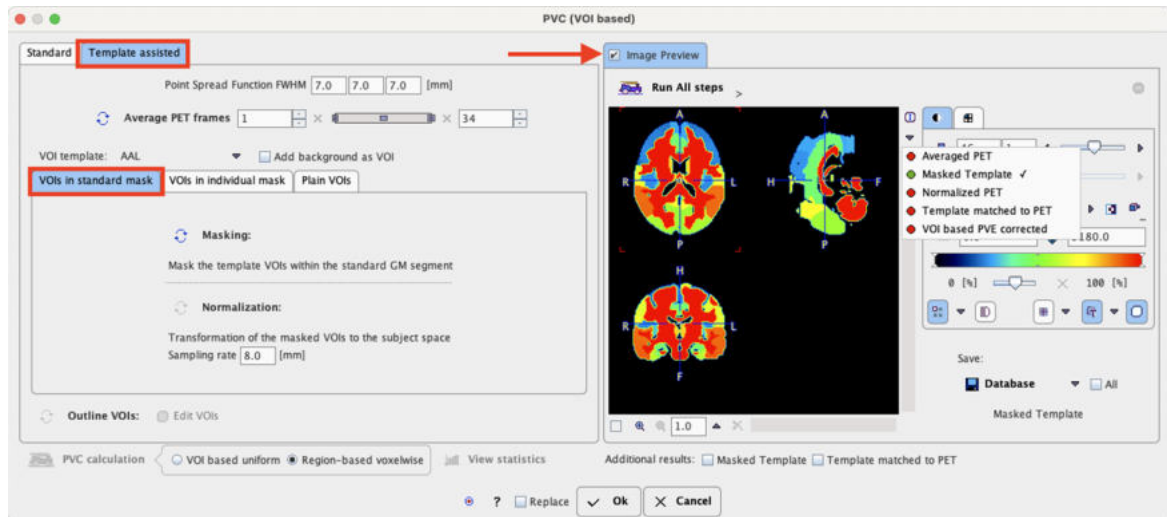 PVC (VOI based)
Standard
Template assisted
Point Spread Function FWHM 7.0 7.0 7.0 [mm]
Average PET frames 1 34
VOI template: AAL Add background as VOI
VOIs in standard mask VOIs in individual mask Plain VOIs
Masking:
Mask the template VOIs within the standard GM segment
Normalization:
Transformation of the masked VOIs to the subject space
Sampling rate 8.0 [mm]
Outline VOIs: Edit VOIs
PVC calculation VOI based uniform Region-based voxelwise View statistics
Image Preview
Run All steps >
A A
R L H F
P P
H
R L
F
1.0
Averaged PET
Masked Template ✓
Normalized PET
Template matched to PET
VOI based PVE corrected
180.0
0 [%] 100 [%]
Save:
Database All
Masked Template
Additional results: Masked Template Template matched to PET
? Replace Ok Cancel